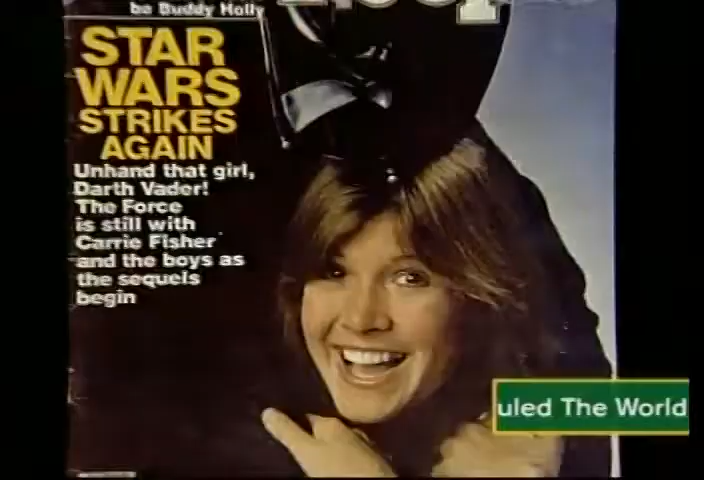 be Buddy Holly
STAR
WARS
STRIKES
AGAIN
Unhand that girl,
Darth Vader!
The Force
is still with
Carrie Fisher
and the boys as
the sequels
begin
uled The World